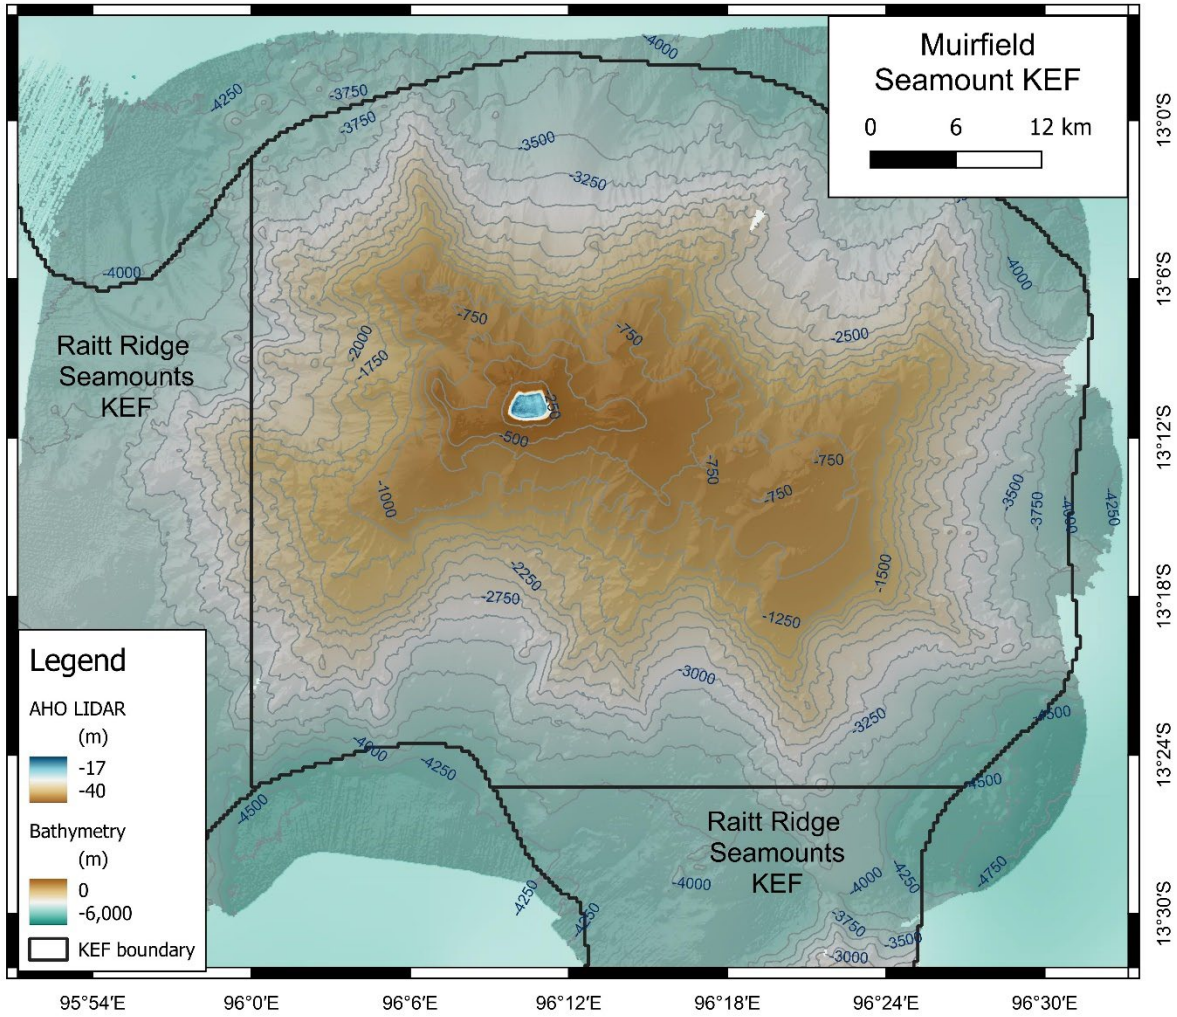 Muirfield
Seamount KEF
0 6 12 km
-4000
-4250
-3750
-3750
-3500
-3250
-4000
-4000
-750
-750
-2500
-2000
-1750
Raitt Ridge
Seamounts
KEF
-250
-500
-750
-750
-750
-1000
-3500
-3750
-4000
-4250
-1500
-2250
-2750
-1250
-3000
-3250
-4500
-4000
-4250
-4500
-4500
Raitt Ridge
Seamounts
KEF
-4000
-4000
-4250
-4750
-4250
-4250
-3750
-3500
-3000
Legend
AHO LIDAR
(m)
-17
-40
Bathymetry
(m)
0
-6,000
KEF boundary
13°0'S
13°6'S
13°12'S
13°18'S
13°24'S
13°30'S
95°54'E 96°0'E 96°6'E 96°12'E 96°18'E 96°24'E 96°30'E